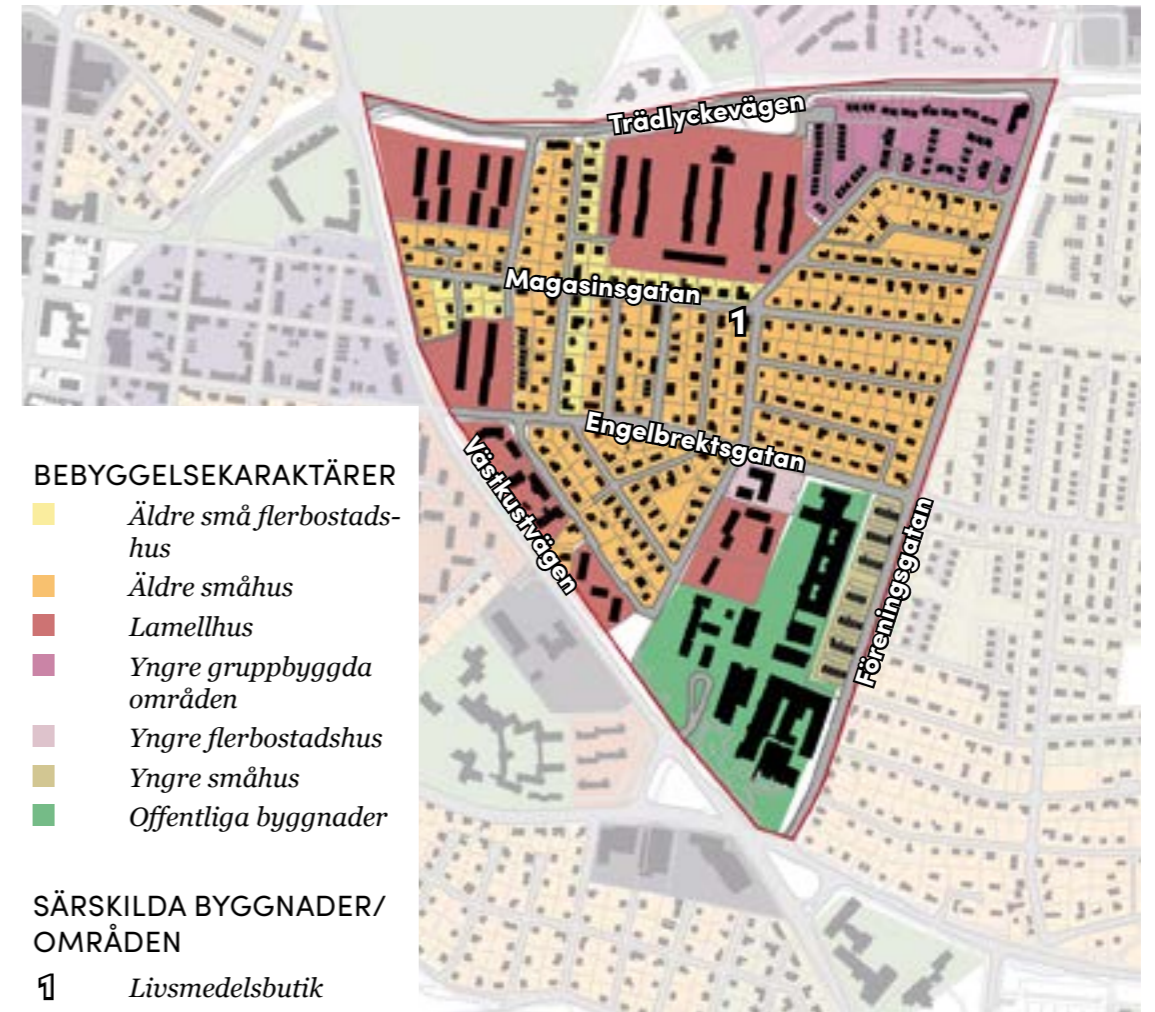 Trädlyckevägen
Magasinsgatan
1
Engelbrektsgatan
Västkustvägen
Föreningsgatan
BEBYGGELSEKARAKTÄRER
Äldre små flerbostads-
hus
Äldre småhus
Lamellhus
Yngre gruppbyggda
områden
Yngre flerbostadshus
Yngre småhus
Offentliga byggnader
SÄRSKILDA BYGGNADER/
OMRÅDEN
1 Livsmedelsbutik